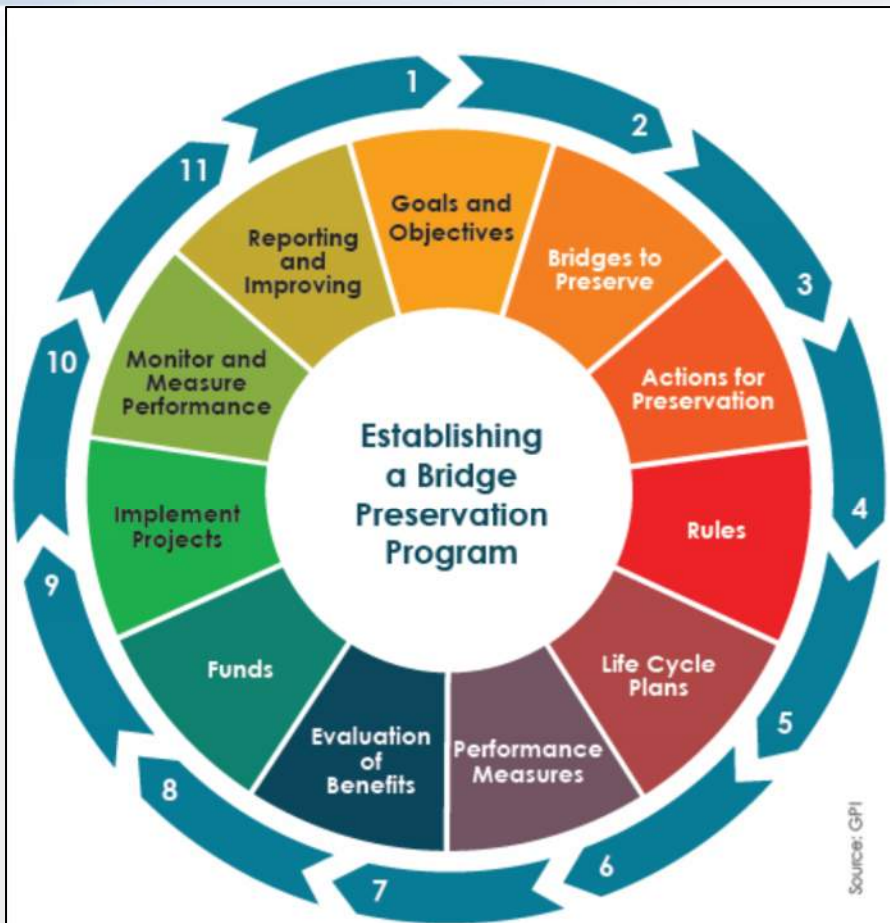 Establishing
a Bridge
Preservation
Program
1
Goals and
Objectives
2
Bridges to
Preserve
3
Actions for
Preservation
4
Rules
5
Life Cycle
Plans
6
Performance
Measures
7
Evaluation
of
Benefits
8
Funds
9
Implement
Projects
10
Monitor and
Measure
Performance
11
Reporting
and
Improving
Source: GPI